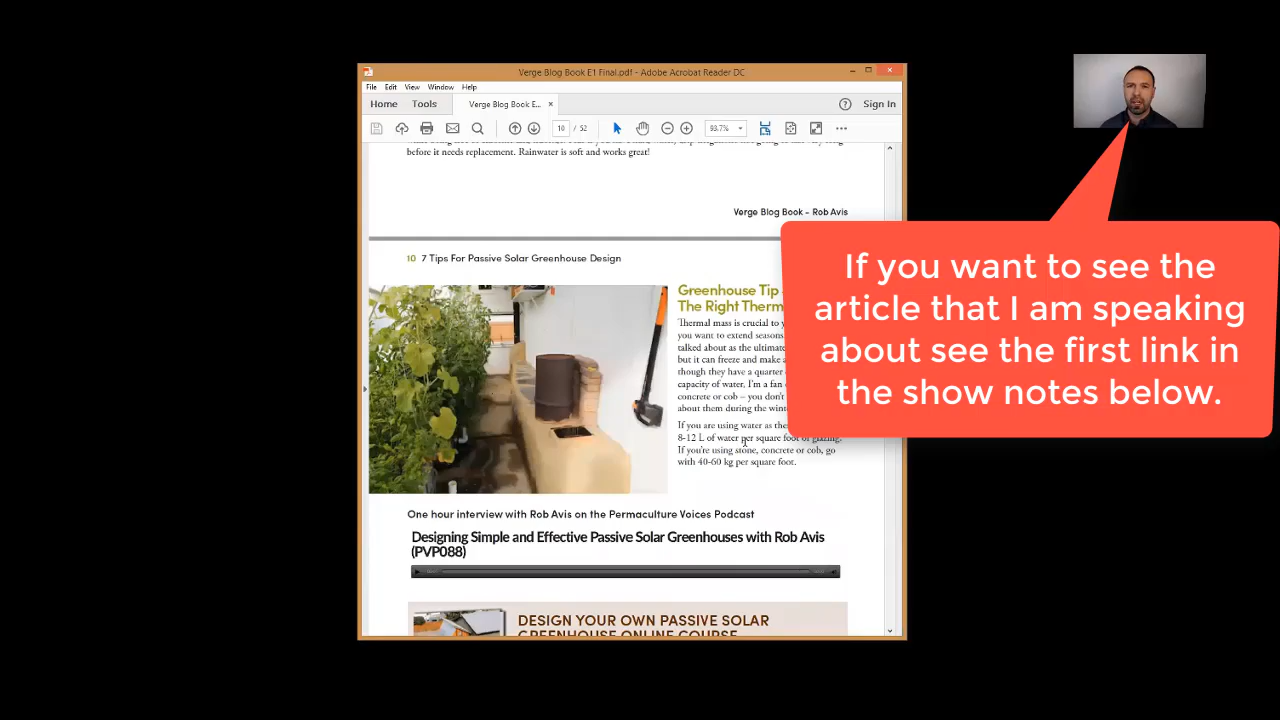 Verge Blog Book E1 Final.pdf - Adobe Acrobat Reader DC
File Edit View Window Help
Home Tools Verge Blog Book E... × ? Sign In
10 / 52 93.7%
before it needs replacement. Rainwater is soft and works great!
Verge Blog Book - Rob Avis
10 7 Tips For Passive Solar Greenhouse Design
Greenhouse Tip
The Right Therm
Thermal mass is crucial to
you want to extend seasons
talked about as the ultimate
but it can freeze and make
though they have a quarter
capacity of water, I'm a fan
concrete or cob – you don't
about them during the wint
If you are using water as the
8-12 L of water per square foot of glazing.
If you're using stone, concrete or cob, go
with 40-60 kg per square foot.
One hour interview with Rob Avis on the Permaculture Voices Podcast
Designing Simple and Effective Passive Solar Greenhouses with Rob Avis
(PVP088)
DESIGN YOUR OWN PASSIVE SOLAR
GREENHOUSE ONLINE COURSE
If you want to see the
article that I am speaking
about see the first link in
the show notes below.